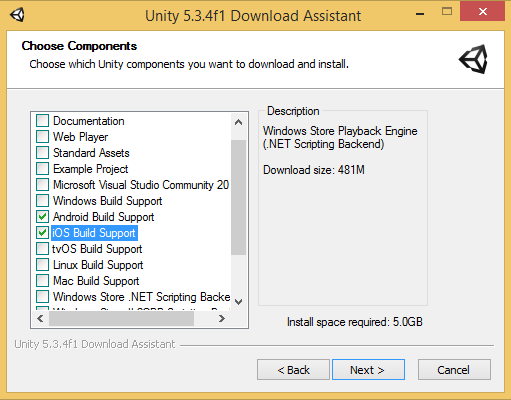 Unity 5.3.4f1 Download Assistant
Choose Components
Choose which Unity components you want to download and install.
Documentation
Web Player
Standard Assets
Example Project
Microsoft Visual Studio Community 20
Windows Build Support
Android Build Support
iOS Build Support
tvOS Build Support
Linux Build Support
Mac Build Support
Windows Store .NET Scripting Backe
Description
Windows Store Playback Engine
(.NET Scripting Backend)
Download size: 481M
Install space required: 5.0GB
Unity 5.3.4f1 Download Assistant
< Back
Next >
Cancel